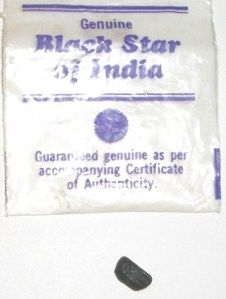 Genuine
Black Star
of India
Guaranteed genuine as per
accompanying Certificate
of Authenticity.